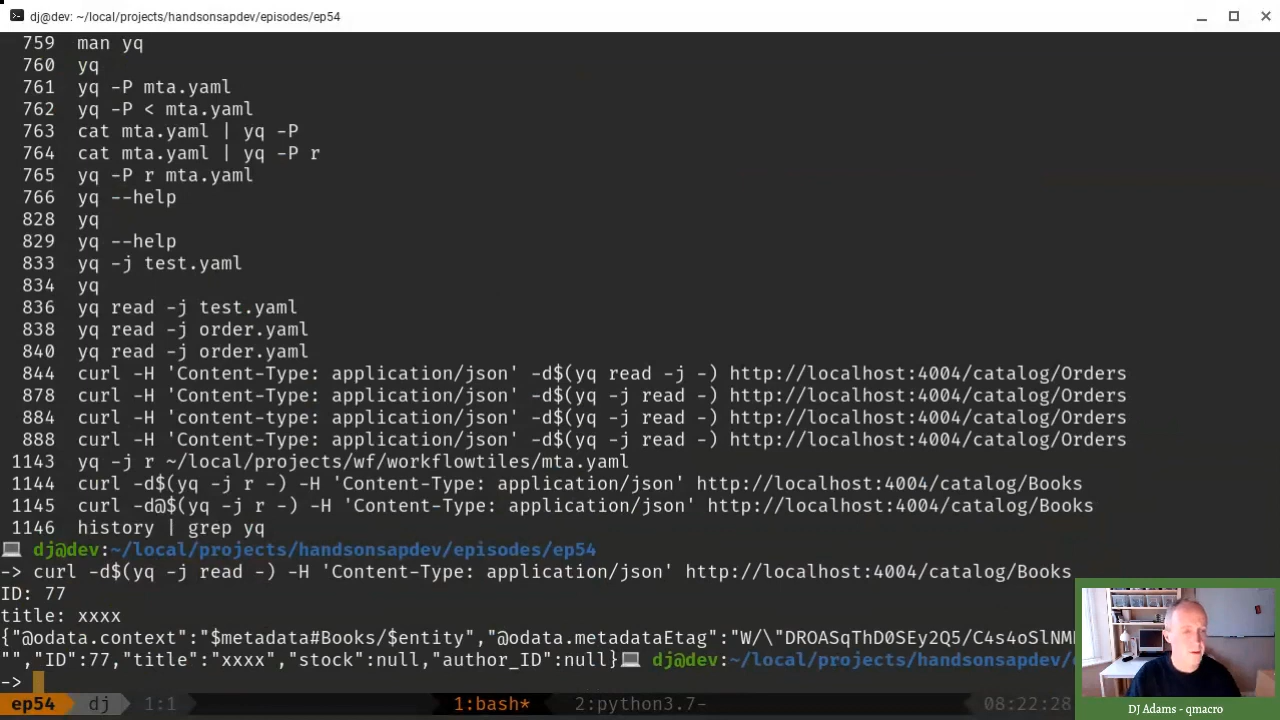 dj@dev: ~/local/projects/handsonsapdev/episodes/ep54
759 man yq
760 yq
761 yq -P mta.yaml
762 yq -P < mta.yaml
763 cat mta.yaml | yq -P
764 cat mta.yaml | yq -P r
765 yq -P r mta.yaml
766 yq --help
828 yq
829 yq --help
833 yq -j test.yaml
834 yq
836 yq read -j test.yaml
838 yq read -j order.yaml
840 yq read -j order.yaml
844 curl -H 'Content-Type: application/json' -d$(yq read -j -) http://localhost:4004/catalog/Orders
878 curl -H 'Content-Type: application/json' -d$(yq -j read -) http://localhost:4004/catalog/Orders
884 curl -H 'content-type: application/json' -d$(yq -j read -) http://localhost:4004/catalog/Orders
888 curl -H 'Content-Type: application/json' -d$(yq -j read -) http://localhost:4004/catalog/Orders
1143 yq -j r ~/local/projects/wf/workflowtiles/mta.yaml
1144 curl -d$(yq -j r -) -H 'Content-Type: application/json' http://localhost:4004/catalog/Books
1145 curl -d@$(yq -j r -) -H 'Content-Type: application/json' http://localhost:4004/catalog/Books
1146 history | grep yq
dj@dev:~/local/projects/handsonsapdev/episodes/ep54
-> curl -d$(yq -j read -) -H 'Content-Type: application/json' http://localhost:4004/catalog/Books
ID: 77
title: xxxx
{"@odata.context":"$metadata#Books/$entity","@odata.metadataEtag":"W/\"DROASqThD0SEy2Q5/C4s4oSlNM
"","ID":77,"title":"xxxx","stock":null,"author_ID":null} dj@dev:~/local/projects/handsonsapdev/
->
ep54 dj 1:1 1:bash* 2:python3.7- 08:22:28
DJ Adams - qmacro